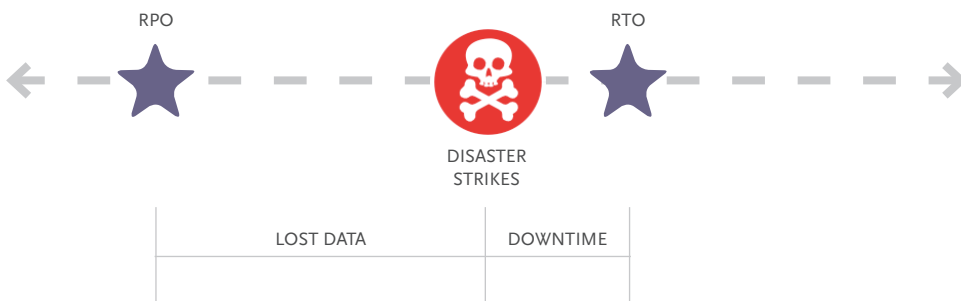 RPO
RTO
DISASTER
STRIKES
LOST DATA
DOWNTIME